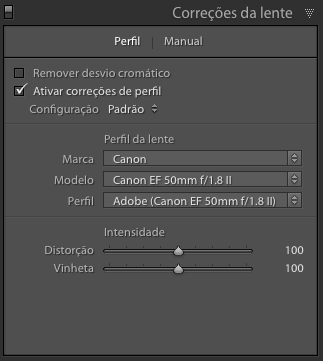 Correções da lente
Perfil | Manual
Remover desvio cromático
Ativar correções de perfil
Configuração Padrão
Perfil da lente
Marca Canon
Modelo Canon EF 50mm f/1.8 II
Perfil Adobe (Canon EF 50mm f/1.8 II)
Intensidade
Distorção 100
Vinheta 100